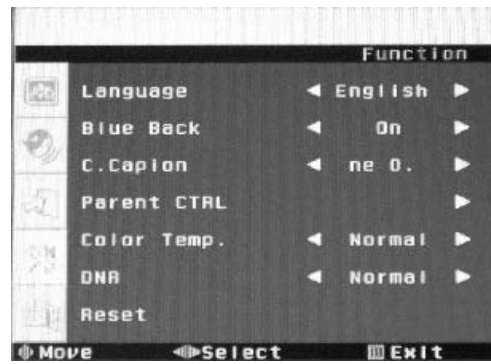 Function
Language English
Blue Back On
C.Capion ne 0.
Parent CTRL
Color Temp. Normal
DNR Normal
Reset
Move Select Exit